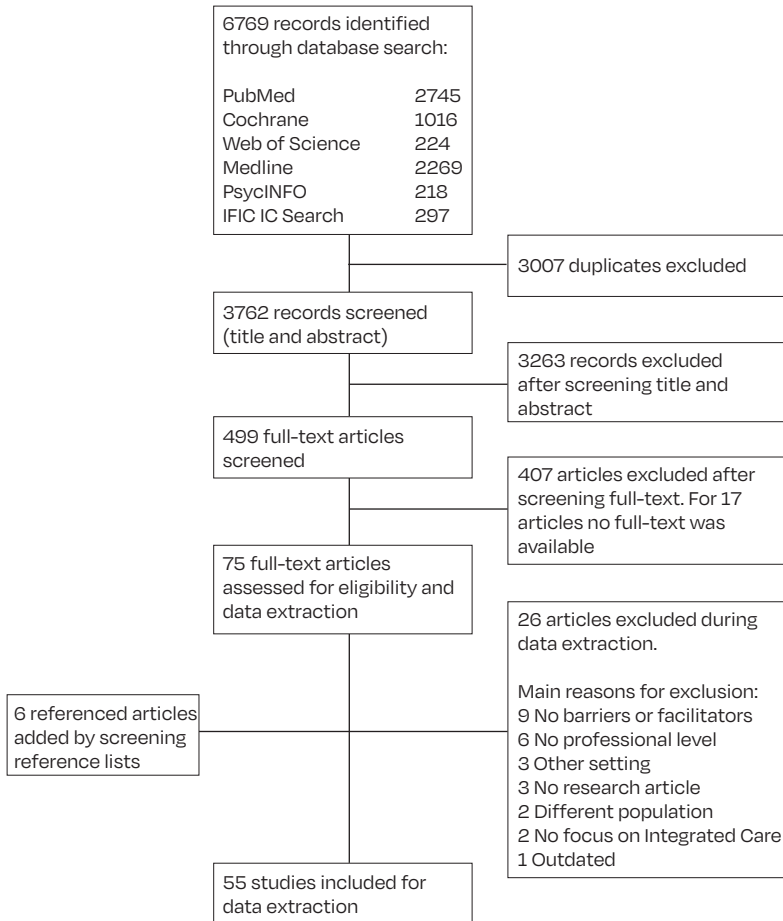 6769 records identified
through database search:
PubMed 2745
Cochrane 1016
Web of Science 224
Medline 2269
PsycINFO 218
IFIC IC Search 297
3007 duplicates excluded
3762 records screened
(title and abstract)
3263 records excluded
after screening title and
abstract
499 full-text articles
screened
407 articles excluded after
screening full-text. For 17
articles no full-text was
available
75 full-text articles
assessed for eligibility and
data extraction
26 articles excluded during
data extraction.
Main reasons for exclusion:
9 No barriers or facilitators
6 No professional level
3 Other setting
3 No research article
2 Different population
2 No focus on Integrated Care
1 Outdated
6 referenced articles
added by screening
reference lists
55 studies included for
data extraction